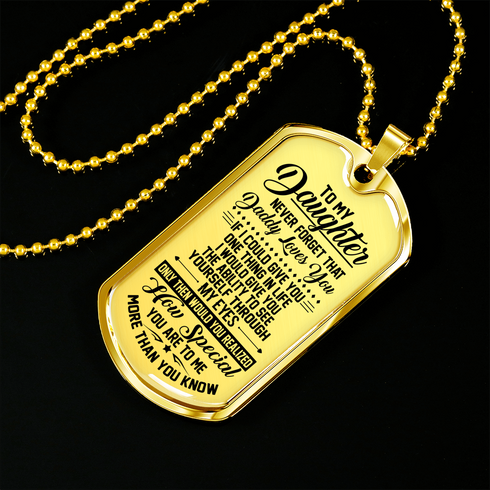 TO MY
Daughter
NEVER FORGET THAT
Daddy Loves You
IF I COULD GIVE YOU
ONE THING IN LIFE
I WOULD GIVE YOU
THE ABILITY TO SEE
YOURSELF THROUGH
MY EYES
ONLY THEN WOULD YOU REALIZED
How Special
YOU ARE TO ME
MORE THAN YOU KNOW